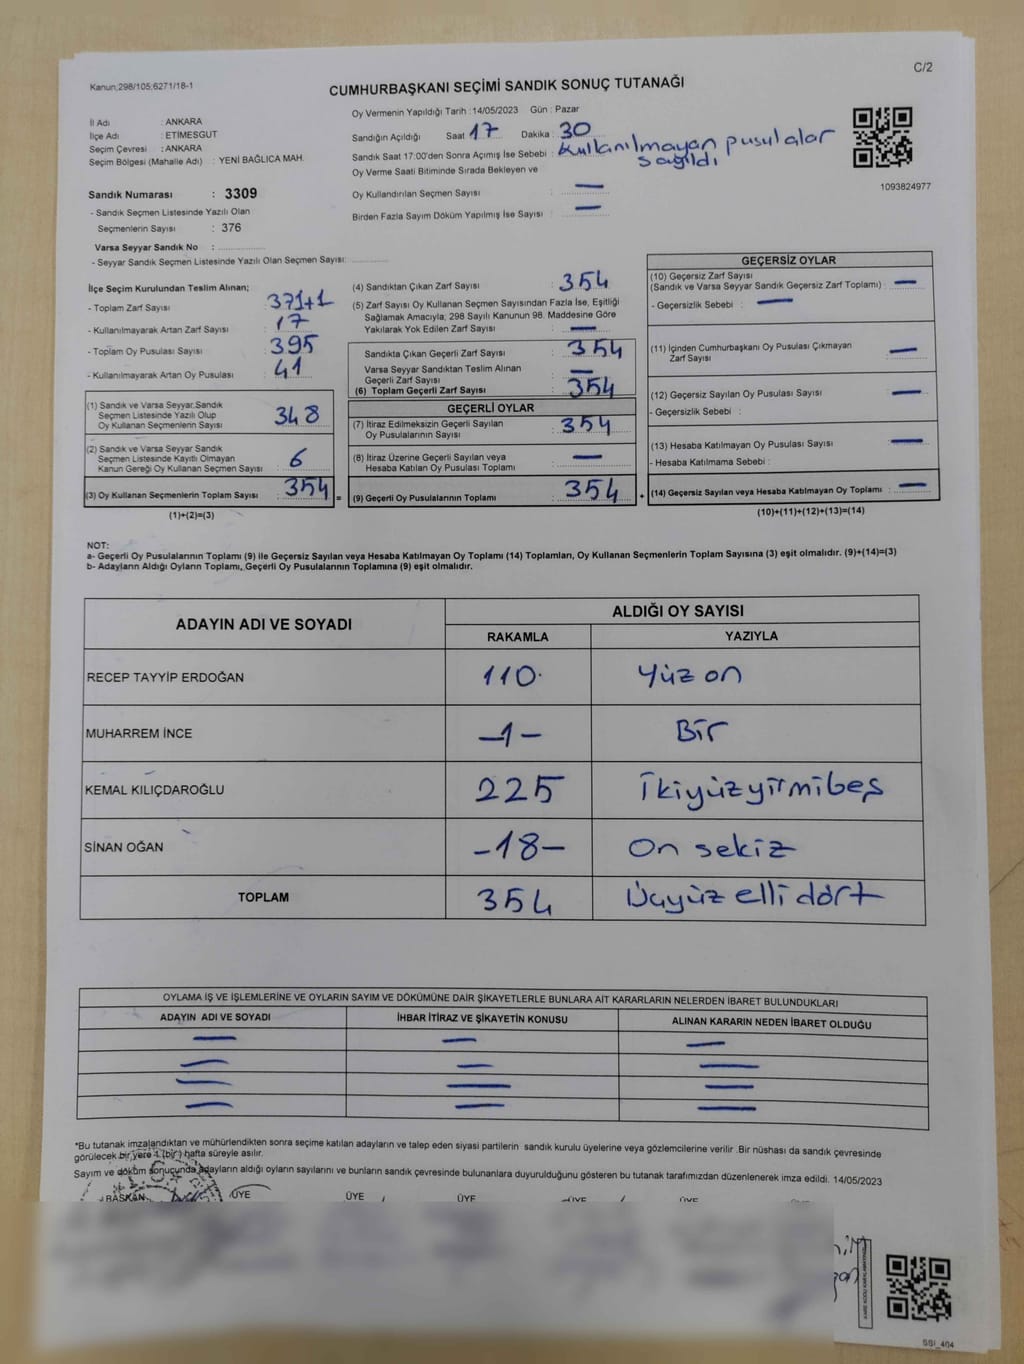 C/2
Kanun;298/105;6271/18-1
CUMHURBAŞKANI SEÇİMİ SANDIK SONUÇ TUTANAĞI
İl Adı : ANKARA
İlçe Adı : ETİMESGUT
Seçim Çevresi : ANKARA
Seçim Bölgesi (Mahalle Adı) : YENİ BAĞLICA MAH.
Sandık Numarası : 3309
- Sandık Seçmen Listesinde Yazılı Olan
Seçmenlerin Sayısı : 376
Varsa Seyyar Sandık No :
- Seyyar Sandık Seçmen Listesinde Yazılı Olan Seçmen Sayısı:
Oy Vermenin Yapıldığı Tarih :14/05/2023 Gün : Pazar
Sandığın Açıldığı Saat 17 Dakika : 30
Sandık Saat 17:00'den Sonra Açımış İse Sebebi : Kullanılmayan pusulalar
sayıldı
Oy Verme Saati Bitiminde Sırada Bekleyen ve
Oy Kullandırılan Seçmen Sayısı : —
Birden Fazla Sayım Döküm Yapılmış İse Sayısı : —
1093824977
İlçe Seçim Kurulundan Teslim Alınan;
- Toplam Zarf Sayısı : 371+1
- Kullanılmayarak Artan Zarf Sayısı : 17
- Toplam Oy Pusulası Sayısı : 395
- Kullanılmayarak Artan Oy Pusulası : 41
(1) Sandık ve Varsa Seyyar Sandık
Seçmen Listesinde Yazılı Olup
Oy Kullanan Seçmenlerin Sayısı : 348
(2) Sandık ve Varsa Seyyar Sandık
Seçmen Listesinde Kayıtlı Olmayan
Kanun Gereği Oy Kullanan Seçmen Sayısı : 6
(3) Oy Kullanan Seçmenlerin Toplam Sayısı : 354 =
(1)+(2)=(3)
(4) Sandıktan Çıkan Zarf Sayısı : 354
(5) Zarf Sayısı Oy Kullanan Seçmen Sayısından Fazla İse, Eşitliği
Sağlamak Amacıyla; 298 Sayılı Kanunun 98. Maddesine Göre
Yakılarak Yok Edilen Zarf Sayısı : —
Sandıkta Çıkan Geçerli Zarf Sayısı : 354
Varsa Seyyar Sandıktan Teslim Alınan
Geçerli Zarf Sayısı : —
(6) Toplam Geçerli Zarf Sayısı : 354
GEÇERLİ OYLAR
(7) İtiraz Edilmeksizin Geçerli Sayılan
Oy Pusulalarının Sayısı : 354
(8) İtiraz Üzerine Geçerli Sayılan veya
Hesaba Katılan Oy Pusulası Toplamı : —
(9) Geçerli Oy Pusulalarının Toplamı : 354 +
GEÇERSİZ OYLAR
(10) Geçersiz Zarf Sayısı
(Sandık ve Varsa Seyyar Sandık Geçersiz Zarf Toplamı) : —
- Geçersizlik Sebebi : —
(11) İçinden Cumhurbaşkanı Oy Pusulası Çıkmayan
Zarf Sayısı : —
(12) Geçersiz Sayılan Oy Pusulası Sayısı : —
- Geçersizlik Sebebi :
(13) Hesaba Katılmayan Oy Pusulası Sayısı : —
- Hesaba Katılmama Sebebi :
(14) Geçersiz Sayılan veya Hesaba Katılmayan Oy Toplamı : —
(10)+(11)+(12)+(13)=(14)
NOT:
a- Geçerli Oy Pusulalarının Toplamı (9) ile Geçersiz Sayılan veya Hesaba Katılmayan Oy Toplamı (14) Toplamları, Oy Kullanan Seçmenlerin Toplam Sayısına (3) eşit olmalıdır. (9)+(14)=(3)
b- Adayların Aldığı Oyların Toplamı, Geçerli Oy Pusulalarının Toplamına (9) eşit olmalıdır.
ADAYIN ADI VE SOYADI ALDIĞI OY SAYISI
RAKAMLA YAZIYLA
RECEP TAYYİP ERDOĞAN 110 Yüz on
MUHARREM İNCE -1- Bir
KEMAL KILIÇDAROĞLU 225 İkiyüzyirmibeş
SİNAN OĞAN -18- On sekiz
TOPLAM 354 Üçyüz elli dört
OYLAMA İŞ VE İŞLEMLERİNE VE OYLARIN SAYIM VE DÖKÜMÜNE DAİR ŞİKAYETLERLE BUNLARA AİT KARARLARIN NELERDEN İBARET BULUNDUKLARI
ADAYIN ADI VE SOYADI İHBAR İTİRAZ VE ŞİKAYETİN KONUSU ALINAN KARARIN NEDEN İBARET OLDUĞU
— — —
— — —
— — —
— — —
*Bu tutanak imzalandıktan ve mühürlendikten sonra seçime katılan adayların ve talep eden siyasi partilerin sandık kurulu üyelerine veya gözlemcilerine verilir .Bir nüshası da sandık çevresinde
görülecek bir yere 1 (bir) hafta süreyle asılır.
Sayım ve döküm sonucunda adayların aldığı oyların sayılarını ve bunların sandık çevresinde bulunanlara duyurulduğunu gösteren bu tutanak tarafımızdan düzenlenerek imza edildi. 14/05/2023
BAŞKAN ÜYE ÜYE ÜYE ÜYE ÜYE